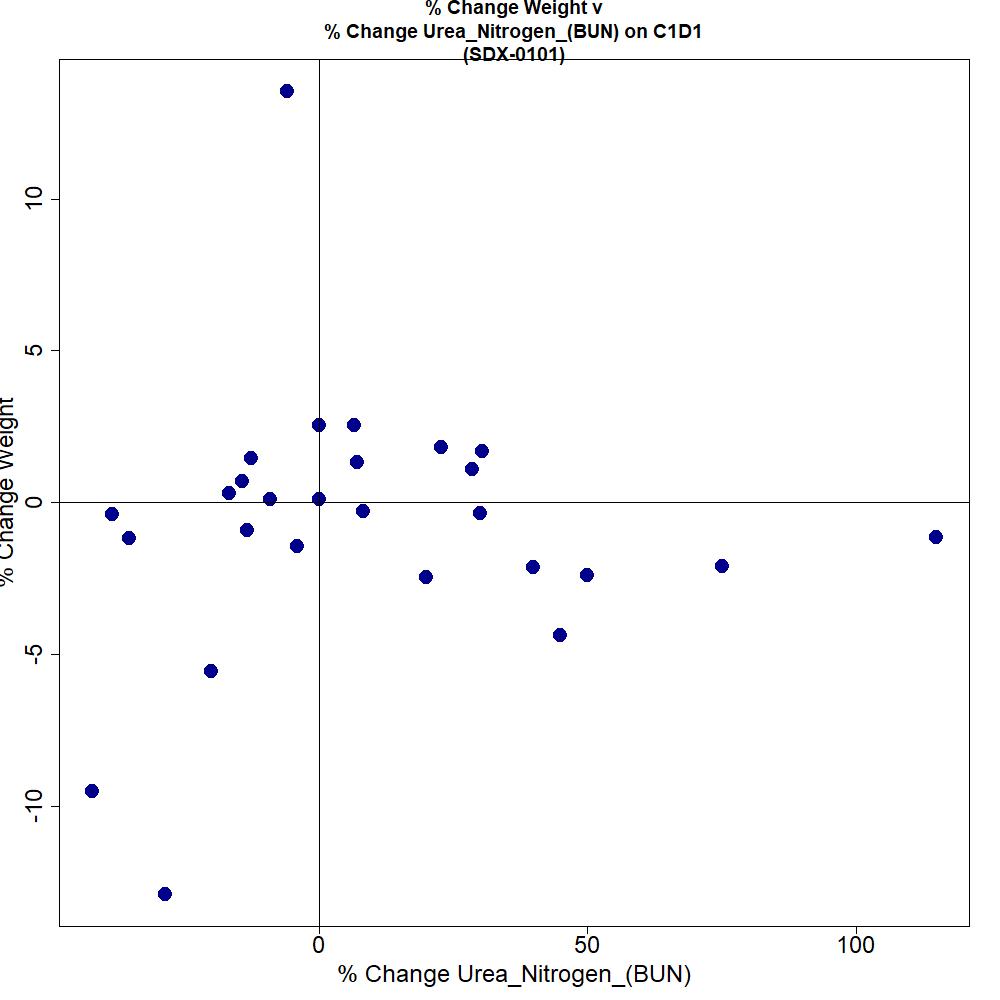 % Change Weight v
% Change Urea_Nitrogen_(BUN) on C1D1
(SDX-0101)
% Change Weight
10
5
0
-5
-10
0
50
100
% Change Urea_Nitrogen_(BUN)